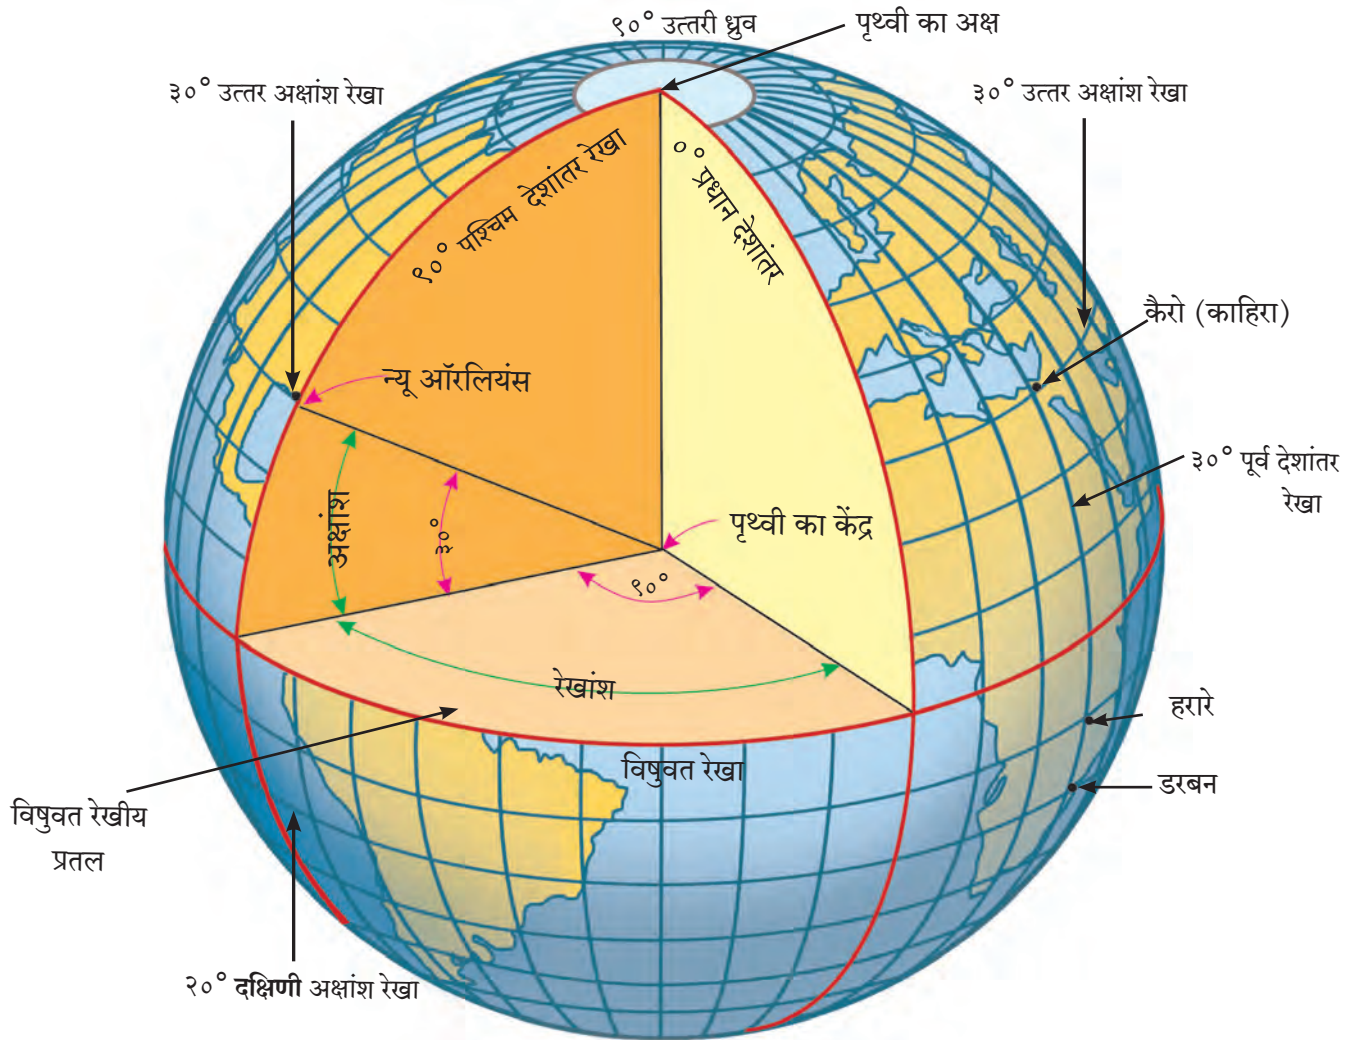 ९०° उत्तरी ध्रुव
पृथ्वी का अक्ष
३०° उत्तर अक्षांश रेखा
३०° उत्तर अक्षांश रेखा
९०° पश्चिम देशांतर रेखा
०° प्रधान देशांतर
कैरो (काहिरा)
न्यू ऑरलियंस
३०° पूर्व देशांतर
रेखा
अक्षांश
३०°
पृथ्वी का केंद्र
९०°
रेखांश
हरारे
विषुवत रेखा
डरबन
विषुवत रेखीय
प्रतल
२०° दक्षिणी अक्षांश रेखा